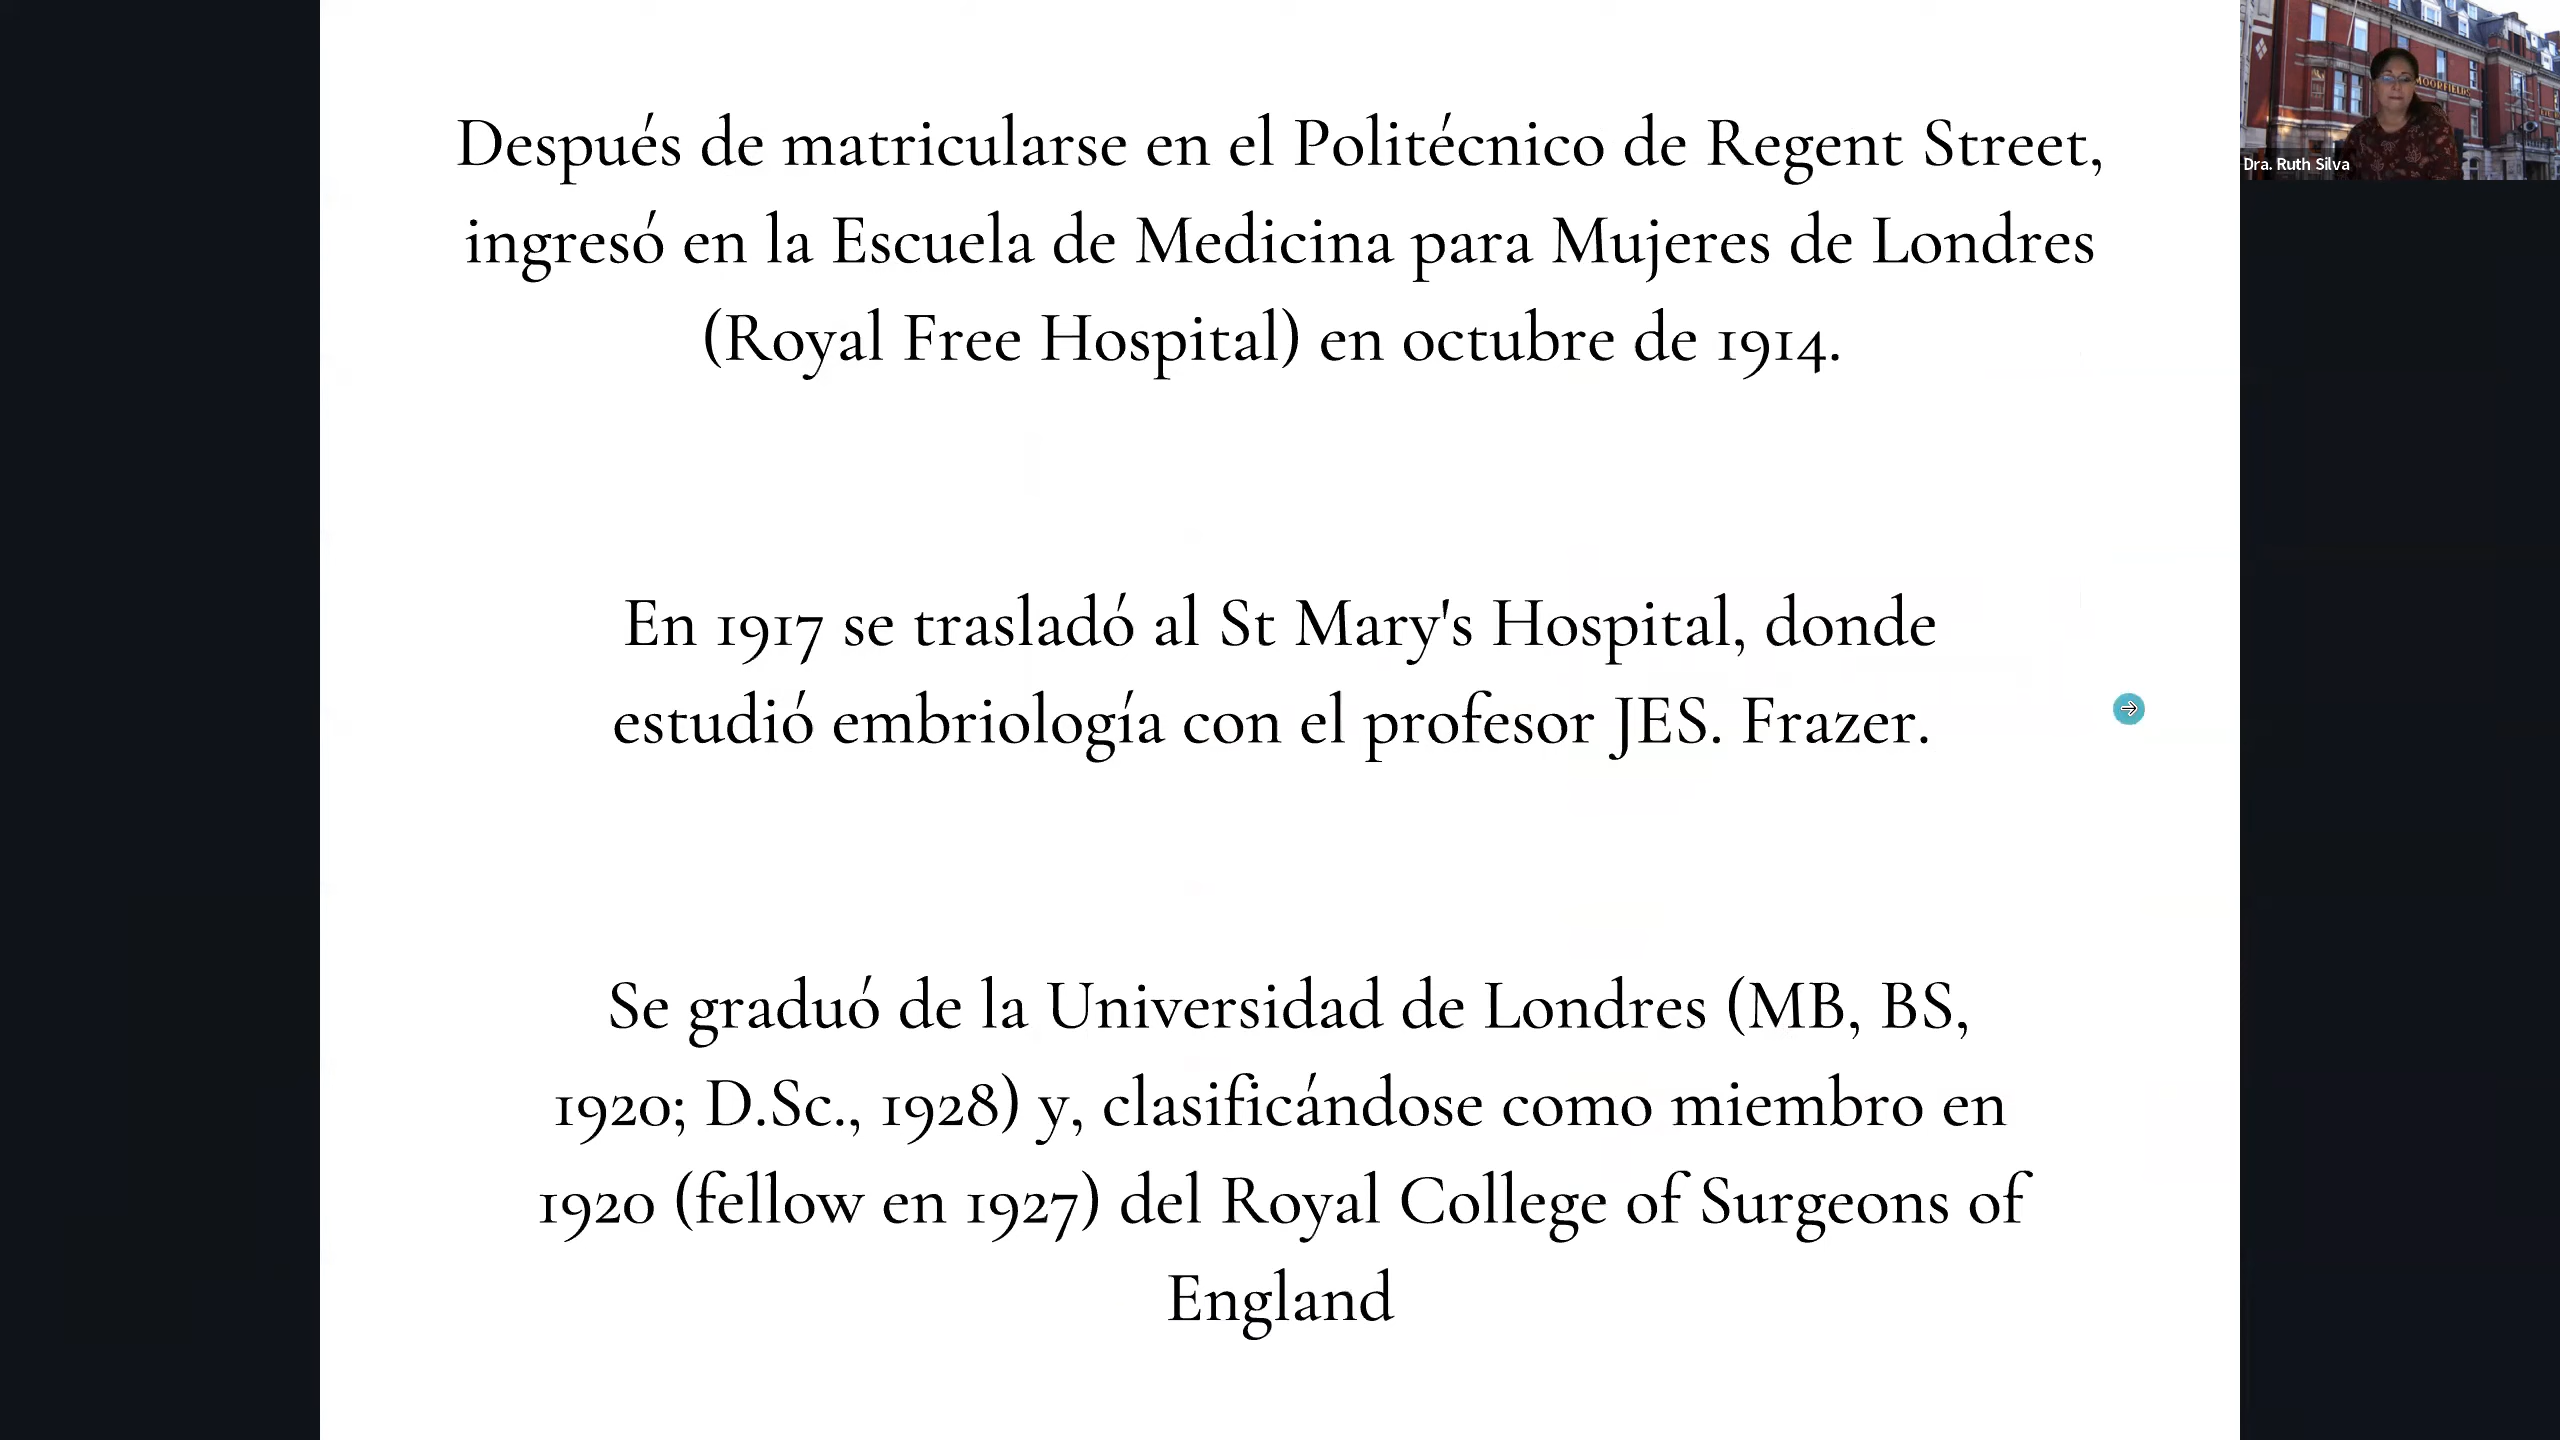 Después de matricularse en el Politécnico de Regent Street,
ingresó en la Escuela de Medicina para Mujeres de Londres
(Royal Free Hospital) en octubre de 1914.
En 1917 se trasladó al St Mary's Hospital, donde
estudió embriología con el profesor JES. Frazer.
Se graduó de la Universidad de Londres (MB, BS,
1920; D.Sc., 1928) y, clasificándose como miembro en
1920 (fellow en 1927) del Royal College of Surgeons of
England
MOORFIELDS
Dra. Ruth Silva